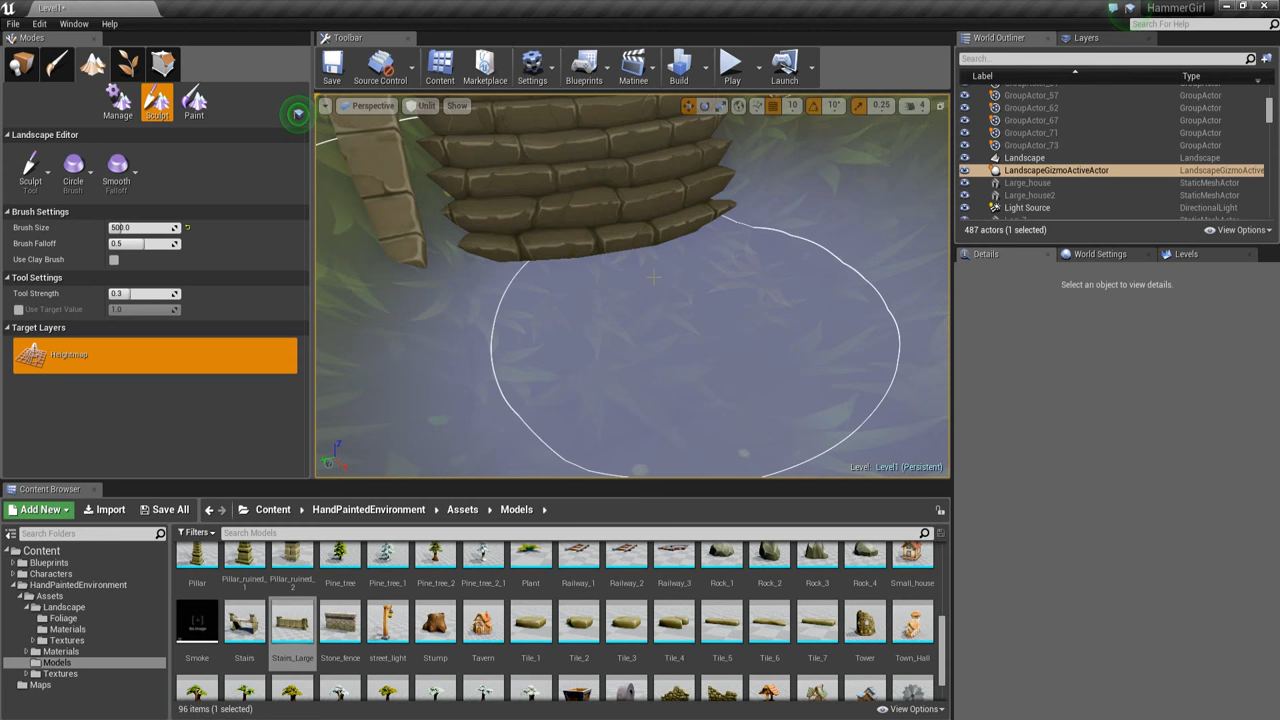 Level1*
HammerGirl
File Edit Window Help
Search For Help
Modes
Toolbar
World Outliner
Layers
Save
Source Control
Content
Marketplace
Settings
Blueprints
Matinee
Build
Play
Launch
Search...
Label
Type
Manage
Sculpt
Paint
Perspective
Unlit
Show
10
10°
0.25
4
GroupActor_57 GroupActor
GroupActor_62 GroupActor
GroupActor_67 GroupActor
GroupActor_71 GroupActor
GroupActor_73 GroupActor
Landscape Landscape
LandscapeGizmoActiveActor LandscapeGizmoActive
Large_house StaticMeshActor
Large_house2 StaticMeshActor
Light Source DirectionalLight
487 actors (1 selected)
View Options
Landscape Editor
Sculpt
Tool
Circle
Brush
Smooth
Falloff
Brush Settings
Brush Size 500.0
Brush Falloff 0.5
Use Clay Brush
Tool Settings
Tool Strength 0.3
Use Target Value 1.0
Target Layers
Heightmap
Details
World Settings
Levels
Select an object to view details.
Z
Level: Level1 (Persistent)
Content Browser
Add New
Import
Save All
Content
HandPaintedEnvironment
Assets
Models
Search Folders
Filters
Search Models
Content
Blueprints
Characters
HandPaintedEnvironment
Assets
Landscape
Foliage
Materials
Textures
Materials
Models
Textures
Maps
Pillar
Pillar_ruined_
1
Pillar_ruined_
2
Pine_tree
Pine_tree_1
Pine_tree_2
Pine_tree_2_1
Plant
Railway_1
Railway_2
Railway_3
Rock_1
Rock_2
Rock_3
Rock_4
Small_house
Smoke
Stairs
Stairs_Large
Stone_fence
street_light
Stump
Tavern
Tile_1
Tile_2
Tile_3
Tile_4
Tile_5
Tile_6
Tile_7
Tower
Town_Hall
96 items (1 selected)
View Options